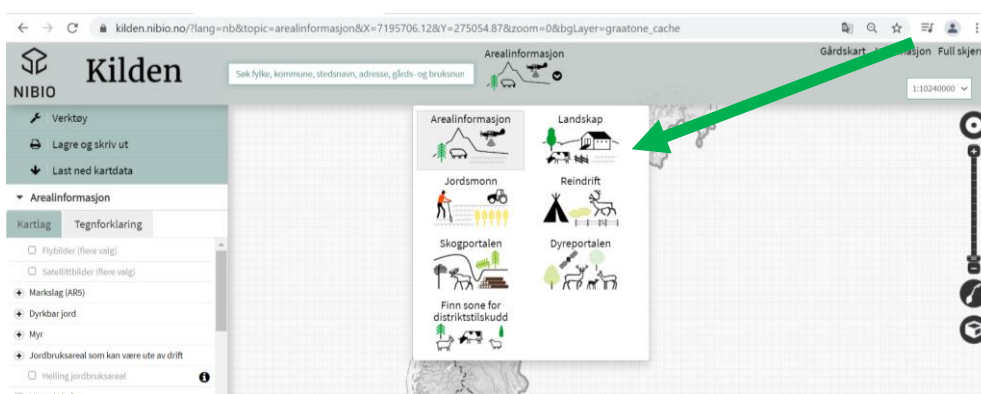 kilden.nibio.no/?lang=nb&topic=arealinformasjon&X=7195706.12&Y=275054.87&zoom=0&bgLayer=graatone_cache
NIBIO
Kilden
Søk fylke, kommune, stedsnavn, adresse, gårds- og bruksnun
Arealinformasjon
Gårdskart
Full skjern
1:10240000
Verktøy
Lagre og skriv ut
Last ned kartdata
Arealinformasjon
Kartlag Tegnforklaring
Flybilder (flere valg)
Satellittbilder (flere valg)
Markslag (AR5)
Dyrkbar jord
Myr
Jordbruksareal som kan være ute av drift
Helling jordbruksareal
Arealinformasjon Landskap
Jordsmonn Reindrift
Skogportalen Dyreportalen
Finn sone for
distriktstilskudd